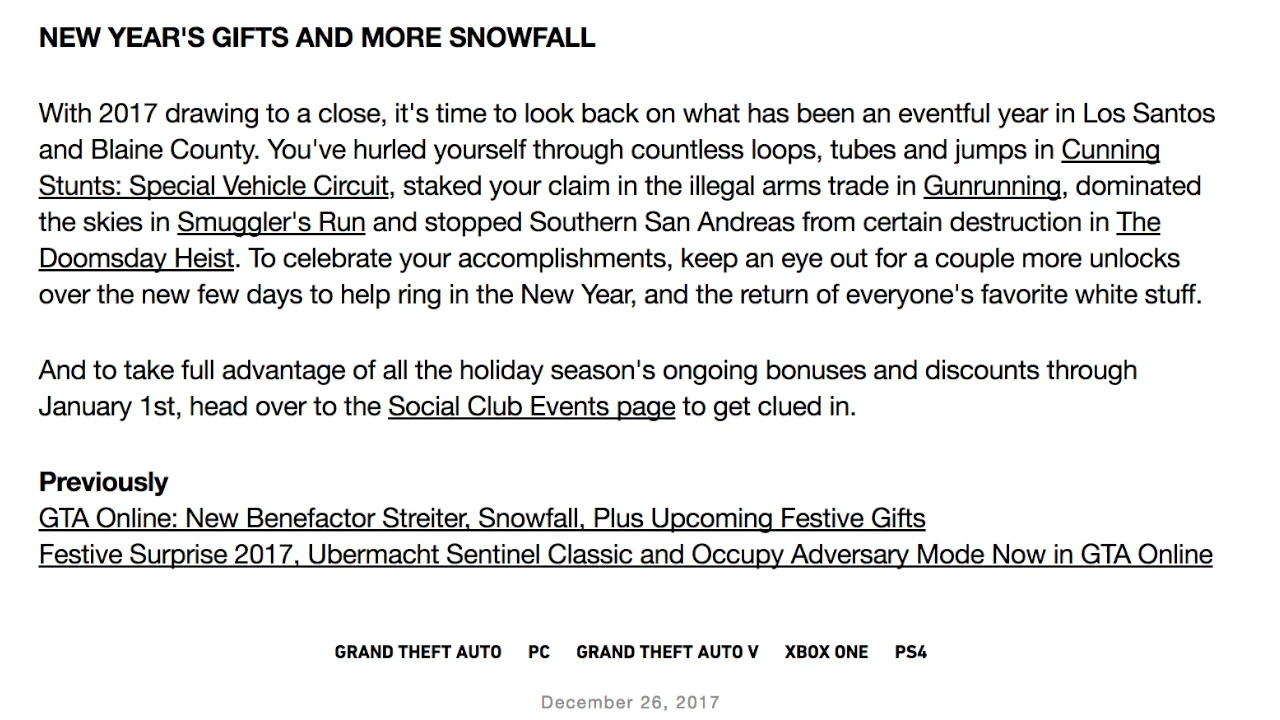 NEW YEAR'S GIFTS AND MORE SNOWFALL
With 2017 drawing to a close, it's time to look back on what has been an eventful year in Los Santos
and Blaine County. You've hurled yourself through countless loops, tubes and jumps in Cunning
Stunts: Special Vehicle Circuit, staked your claim in the illegal arms trade in Gunrunning, dominated
the skies in Smuggler's Run and stopped Southern San Andreas from certain destruction in The
Doomsday Heist. To celebrate your accomplishments, keep an eye out for a couple more unlocks
over the new few days to help ring in the New Year, and the return of everyone's favorite white stuff.
And to take full advantage of all the holiday season's ongoing bonuses and discounts through
January 1st, head over to the Social Club Events page to get clued in.
Previously
GTA Online: New Benefactor Streiter, Snowfall, Plus Upcoming Festive Gifts
Festive Surprise 2017, Ubermacht Sentinel Classic and Occupy Adversary Mode Now in GTA Online
GRAND THEFT AUTO PC GRAND THEFT AUTO V XBOX ONE PS4
December 26, 2017